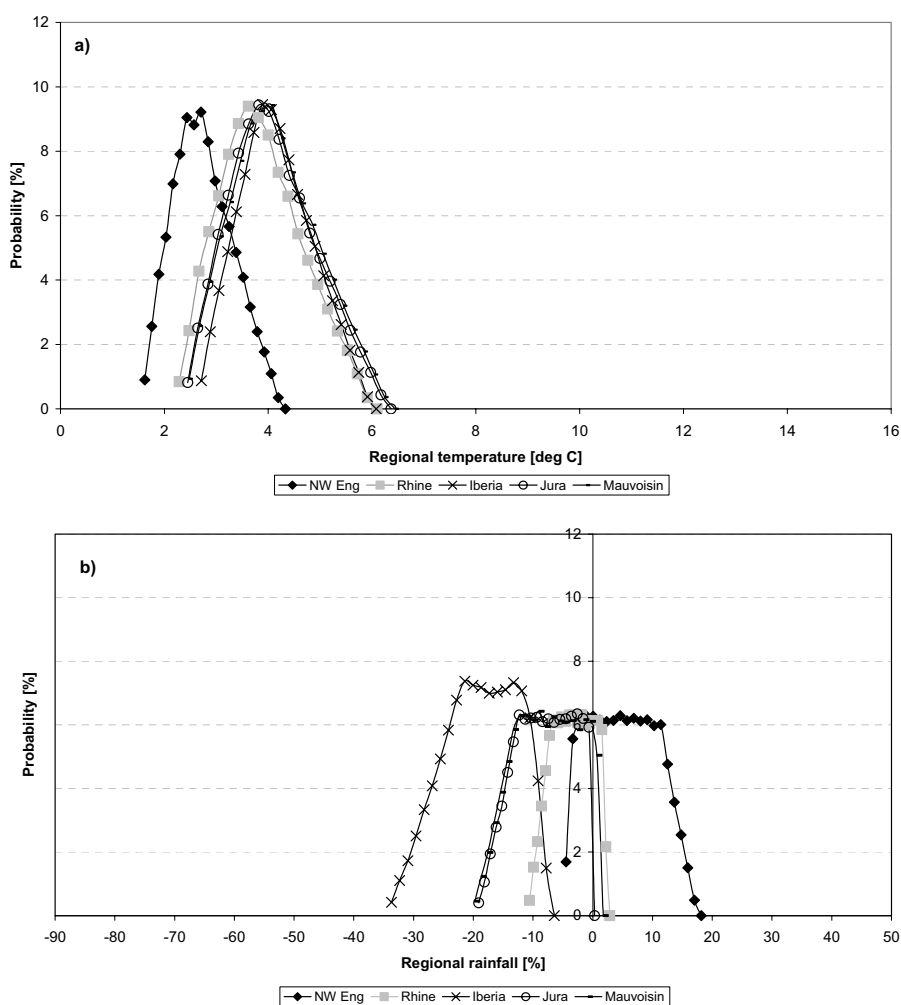 a)
Probability [%]
12
10
8
6
4
2
0
0 2 4 6 8 10 12 14 16
Regional temperature [deg C]
NW Eng Rhine Iberia Jura Mauvoisin
b)
Probability [%]
12
10
8
6
4
2
0
-90 -80 -70 -60 -50 -40 -30 -20 -10 0 10 20 30 40 50
Regional rainfall [%]
NW Eng Rhine Iberia Jura Mauvoisin